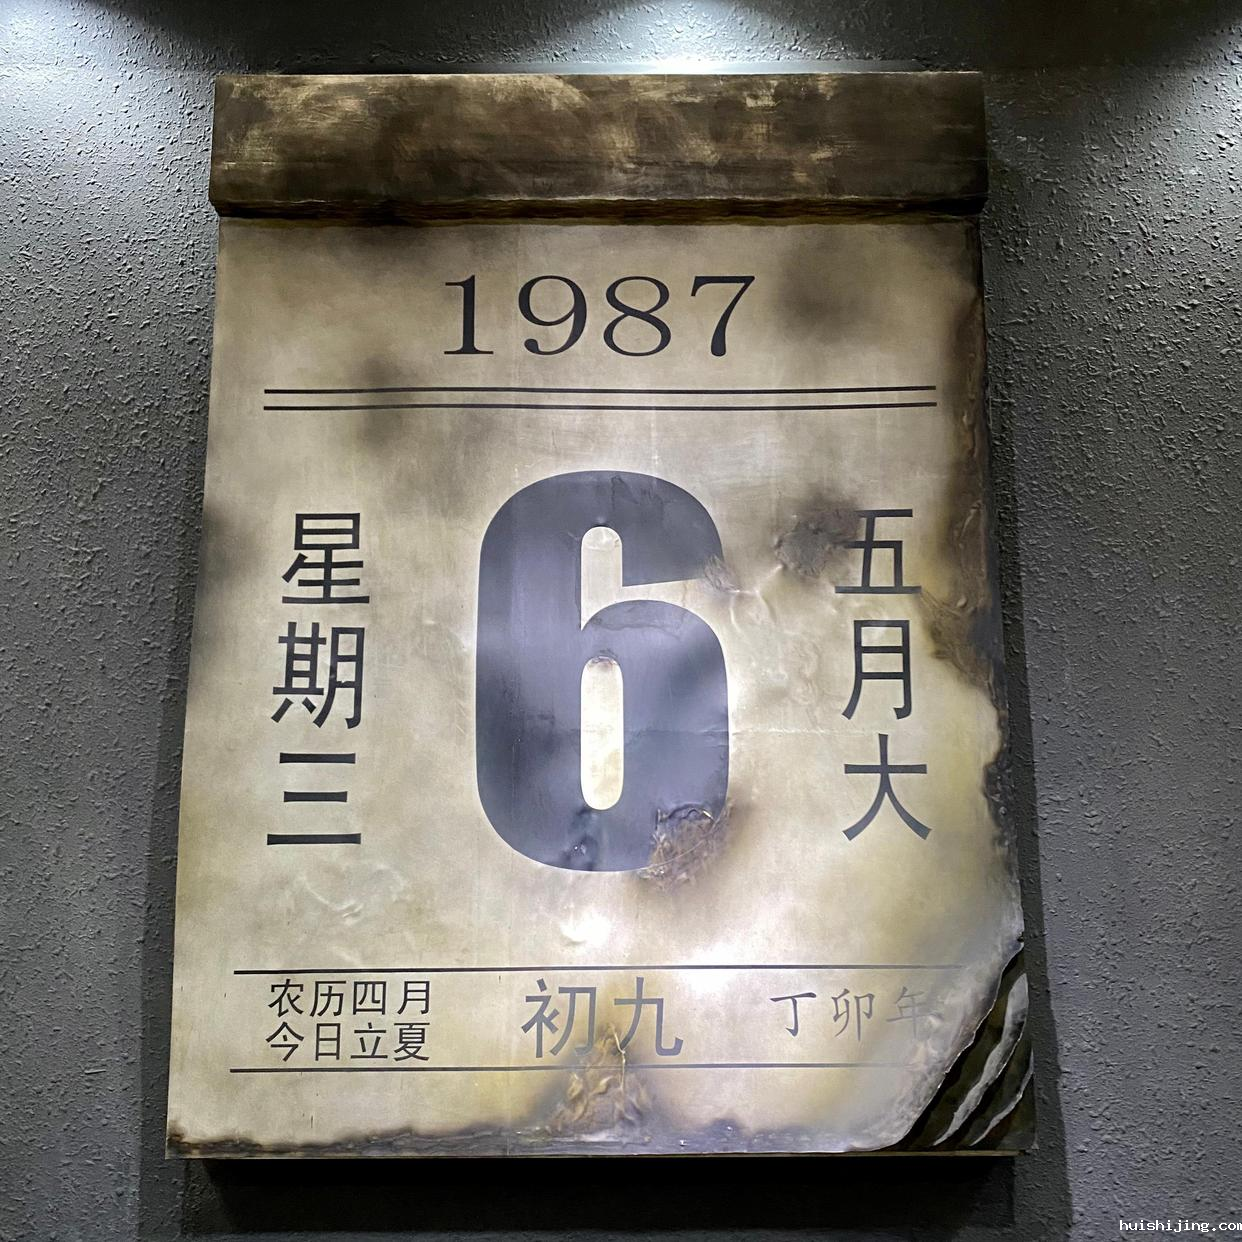 1987
星期三
6
五月大
农历四月
今日立夏
初九
丁卯年
huishijing.com